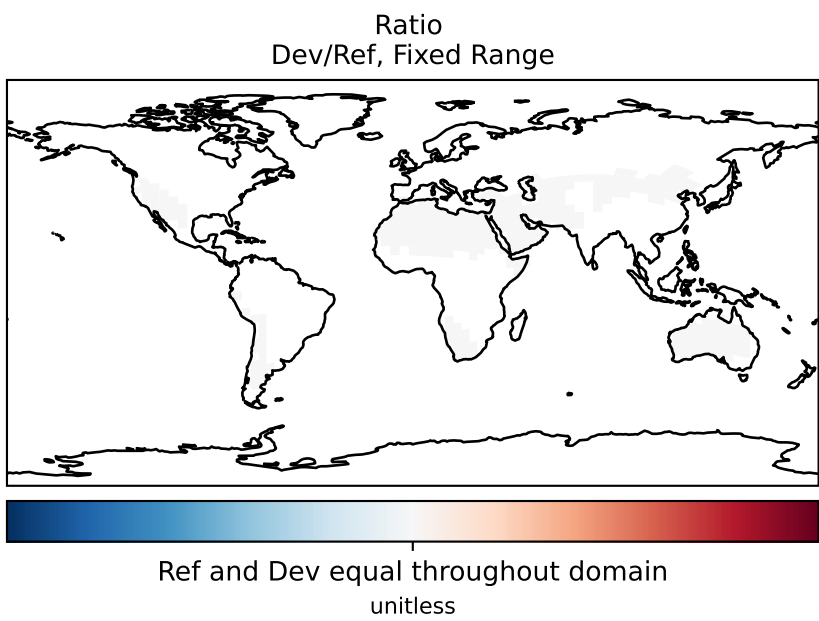 Ratio
Dev/Ref, Fixed Range
Ref and Dev equal throughout domain
unitless